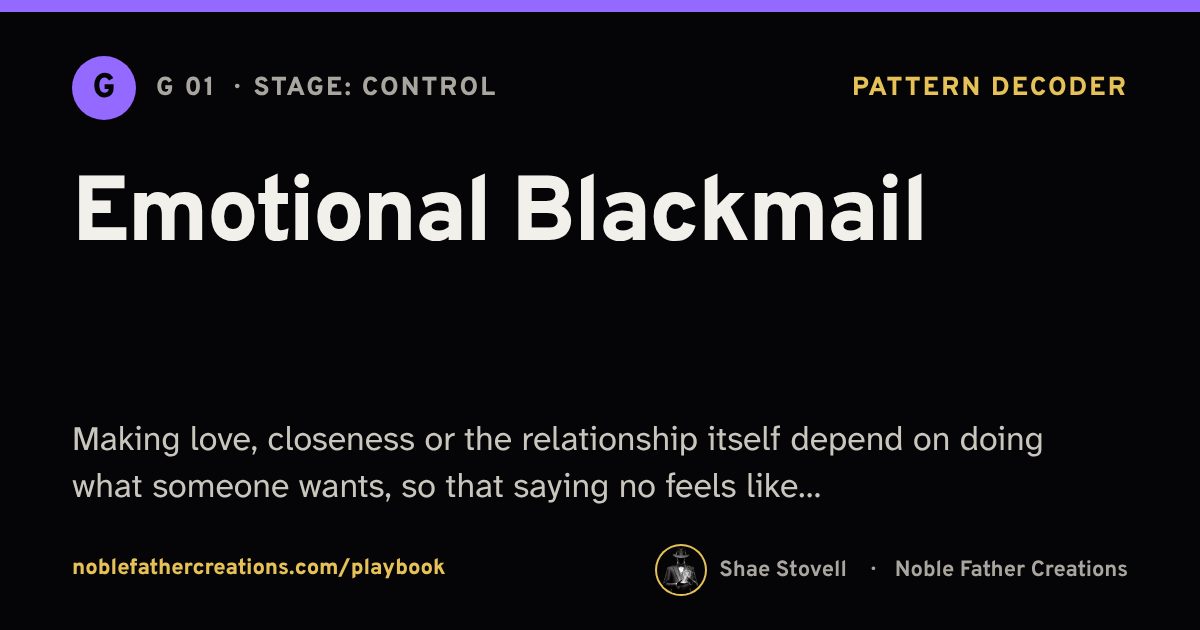 G
G 01 · STAGE: CONTROL
PATTERN DECODER
Emotional Blackmail
Making love, closeness or the relationship itself depend on doing
what someone wants, so that saying no feels like...
noblefathercreations.com/playbook
Shae Stovell · Noble Father Creations